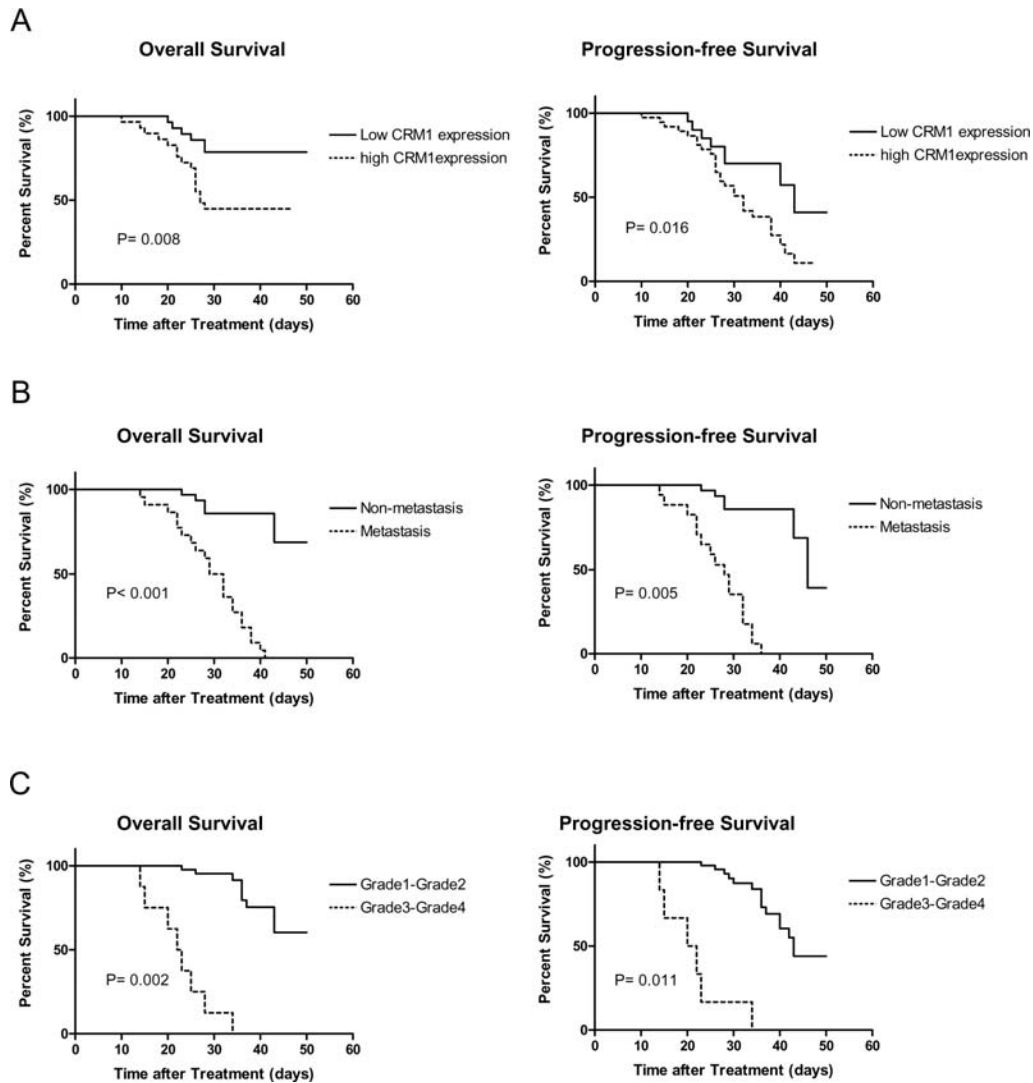 A
Overall Survival
Percent Survival (%)
100
50
0
0 10 20 30 40 50 60
Time after Treatment (days)
P= 0.008
Low CRM1 expression
high CRM1expression
Progression-free Survival
Percent Survival (%)
100
50
0
0 10 20 30 40 50 60
Time after Treatment (days)
P= 0.016
Low CRM1 expression
high CRM1expression
B
Overall Survival
Percent Survival (%)
100
50
0
0 10 20 30 40 50 60
Time after Treatment (days)
P< 0.001
Non-metastasis
Metastasis
Progression-free Survival
Percent Survival (%)
100
50
0
0 10 20 30 40 50 60
Time after Treatment (days)
P= 0.005
Non-metastasis
Metastasis
C
Overall Survival
Percent Survival (%)
100
50
0
0 10 20 30 40 50 60
Time after Treatment (days)
P= 0.002
Grade1-Grade2
Grade3-Grade4
Progression-free Survival
Percent Survival (%)
100
50
0
0 10 20 30 40 50 60
Time after Treatment (days)
P= 0.011
Grade1-Grade2
Grade3-Grade4